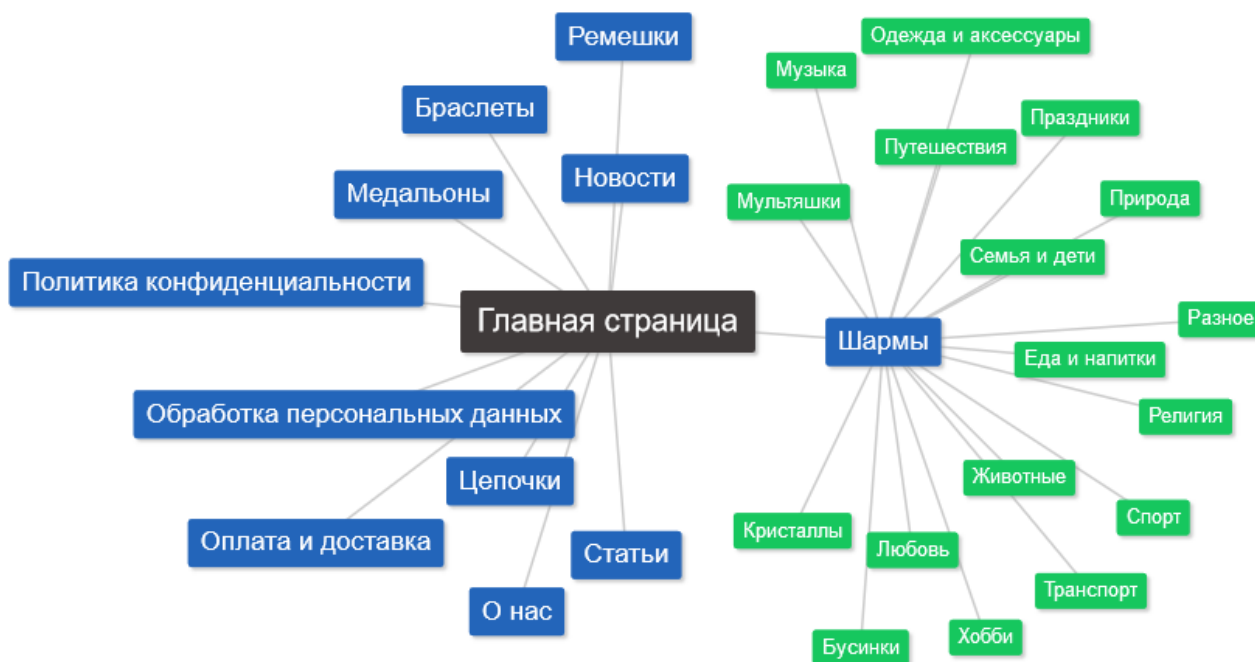 Ремешки
Одежда и аксессуары
Музыка
Браслеты
Праздники
Путешествия
Новости
Медальоны
Мультяшки
Природа
Семья и дети
Политика конфиденциальности
Главная страница
Шармы
Разное
Еда и напитки
Обработка персональных данных
Религия
Цепочки
Животные
Спорт
Кристаллы
Оплата и доставка
Любовь
Статьи
Транспорт
О нас
Хобби
Бусинки